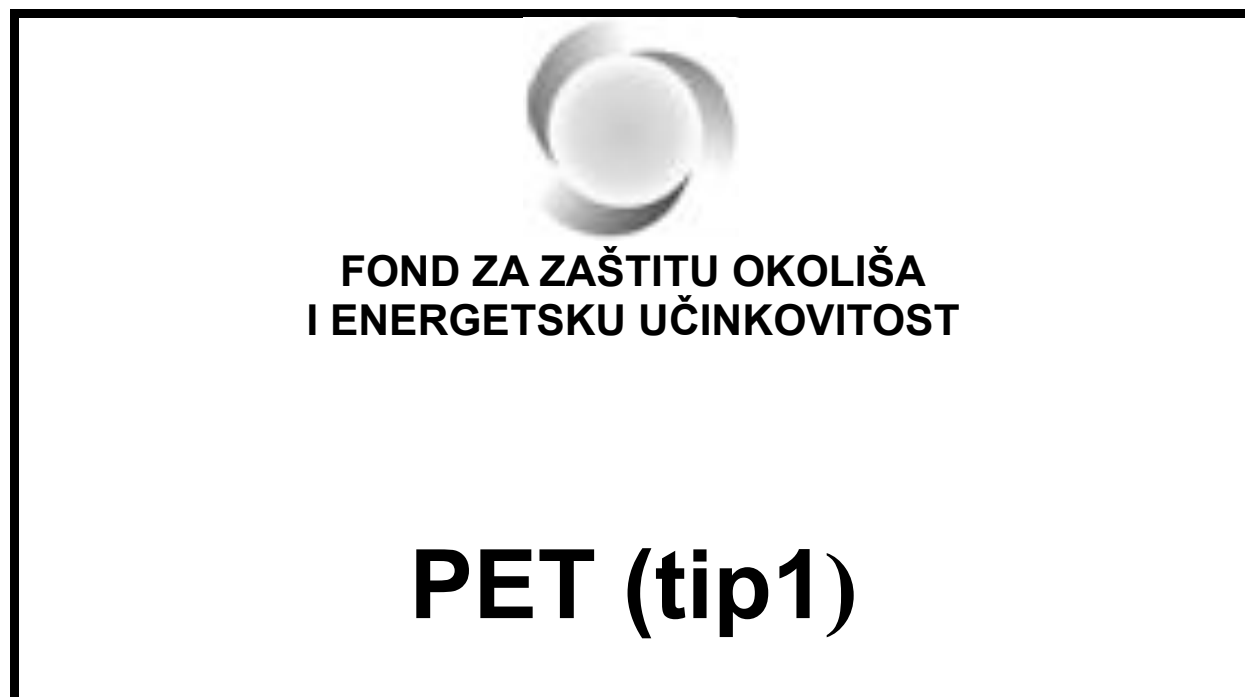 FOND ZA ZAŠTITU OKOLIŠA
I ENERGETSKU UČINKOVITOST
PET (tip1)